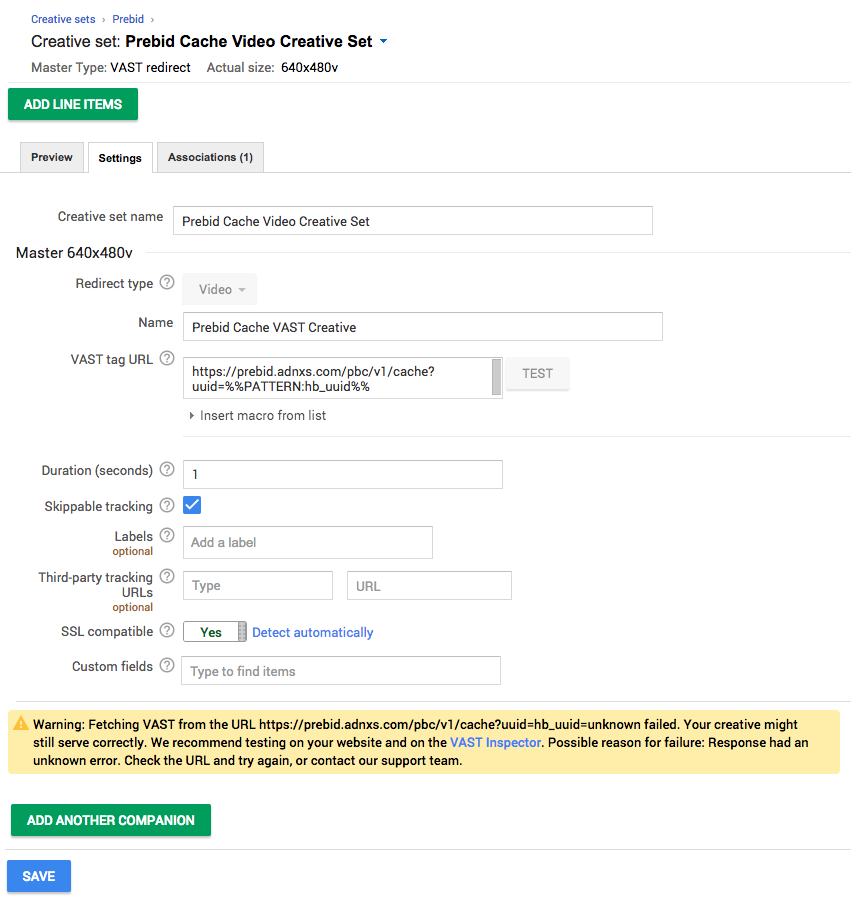 Creative sets › Prebid ›
Creative set: Prebid Cache Video Creative Set
Master Type: VAST redirect Actual size: 640x480v
ADD LINE ITEMS
Preview Settings Associations (1)
Creative set name Prebid Cache Video Creative Set
Master 640x480v
Redirect type ? Video
Name Prebid Cache VAST Creative
VAST tag URL ? https://prebid.adnxs.com/pbc/v1/cache?
uuid=%%PATTERN:hb_uuid%%
TEST
Insert macro from list
Duration (seconds) ? 1
Skippable tracking ?
Labels ? Add a label
optional
Third-party tracking ? Type URL
URLs
optional
SSL compatible ? Yes Detect automatically
Custom fields ? Type to find items
Warning: Fetching VAST from the URL https://prebid.adnxs.com/pbc/v1/cache?uuid=hb_uuid=unknown failed. Your creative might
still serve correctly. We recommend testing on your website and on the VAST Inspector. Possible reason for failure: Response had an
unknown error. Check the URL and try again, or contact our support team.
ADD ANOTHER COMPANION
SAVE